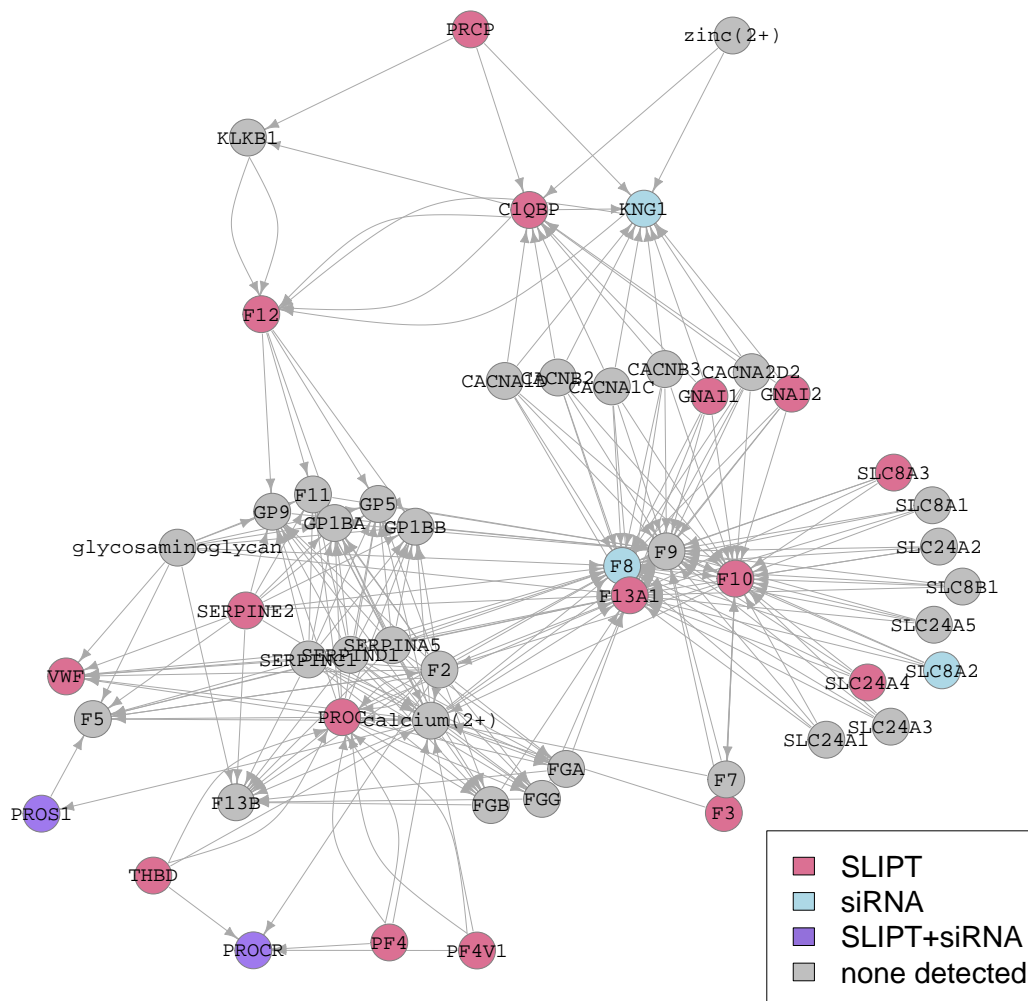 PRCP
zinc(2+)
KLKB1
C1QBP
KNG1
F12
CACNA1D
CACNB2
CACNA1C
CACNB3
CACNA2D2
GNAI1
GNAI2
SLC8A3
SLC8A1
SLC24A2
SLC8B1
SLC24A5
SLC8A2
SLC24A4
SLC24A3
SLC24A1
F11
GP9
GP5
GP1BA
GP1BB
glycosaminoglycan
F9
F8
F10
F13A1
SERPINE2
SERPINA5
SERPIND1
SERPINC1
F2
VWF
F5
PROC
calcium(2+)
FGA
FGG
FGB
F7
F3
F13B
PROS1
THBD
PROCR
PF4
PF4V1
SLIPT
siRNA
SLIPT+siRNA
none detected